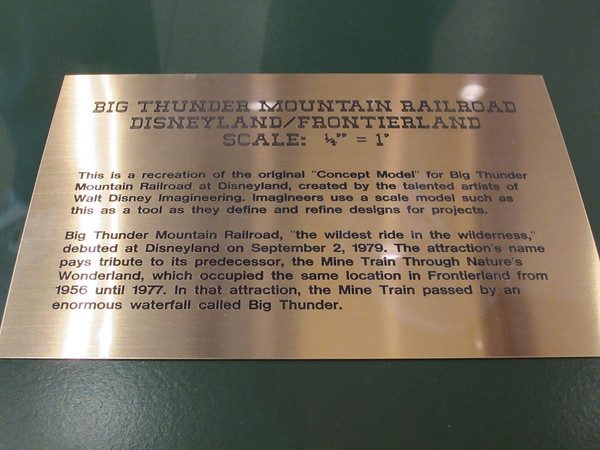 BIG THUNDER MOUNTAIN RAILROAD
DISNEYLAND/FRONTIERLAND
SCALE: ½" = 1'
This is a recreation of the original "Concept Model" for Big Thunder
Mountain Railroad at Disneyland, created by the talented artists of
Walt Disney Imagineering. Imagineers use a scale model such as
this as a tool as they define and refine designs for projects.
Big Thunder Mountain Railroad, "the wildest ride in the wilderness,"
debuted at Disneyland on September 2, 1979. The attraction's name
pays tribute to its predecessor, the Mine Train Through Nature's
Wonderland, which occupied the same location in Frontierland from
1956 until 1977. In that attraction, the Mine Train passed by an
enormous waterfall called Big Thunder.